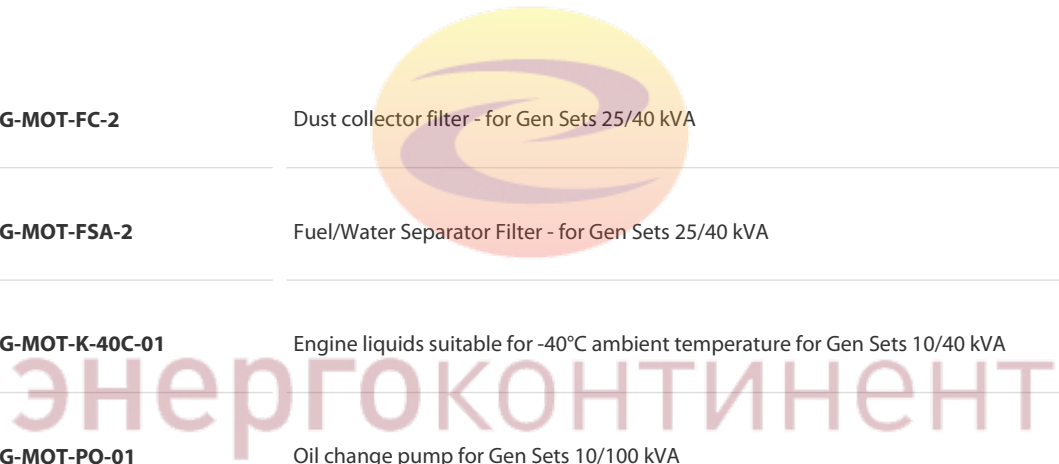 G-MOT-FC-2 Dust collector filter - for Gen Sets 25/40 kVA
G-MOT-FSA-2 Fuel/Water Separator Filter - for Gen Sets 25/40 kVA
G-MOT-K-40C-01 Engine liquids suitable for -40°C ambient temperature for Gen Sets 10/40 kVA
энергоконтинент
G-MOT-PO-01 Oil change pump for Gen Sets 10/100 kVA